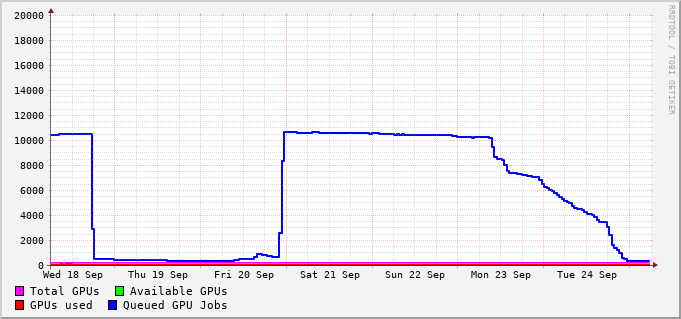 20000
18000
16000
14000
12000
10000
8000
6000
4000
2000
0
Wed 18 Sep Thu 19 Sep Fri 20 Sep Sat 21 Sep Sun 22 Sep Mon 23 Sep Tue 24 Sep
Total GPUs Available GPUs
GPUs used Queued GPU Jobs
RRDTOOL / TOBI OETIKER